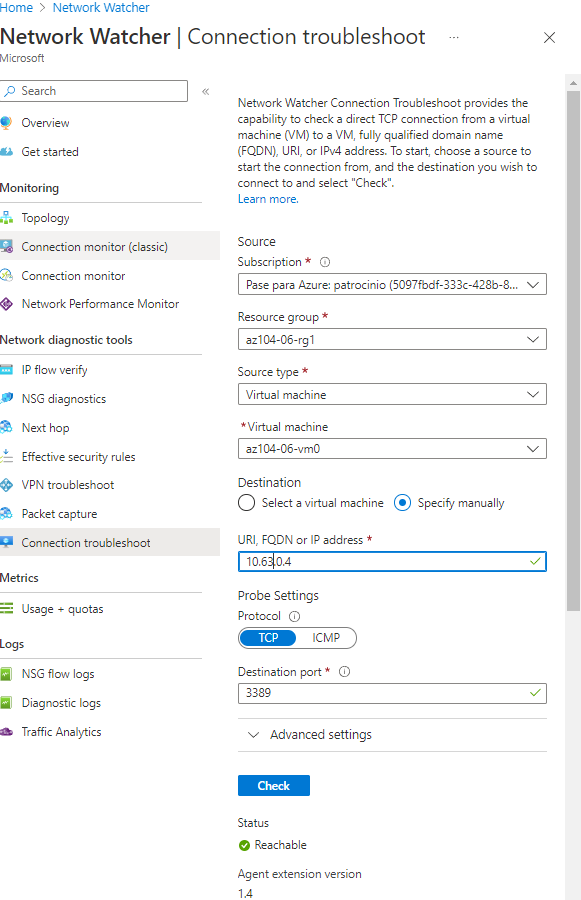 Home > Network Watcher
Network Watcher | Connection troubleshoot ...
Microsoft
Search
«
Overview
Get started
Monitoring
Topology
Connection monitor (classic)
Connection monitor
Network Performance Monitor
Network diagnostic tools
IP flow verify
NSG diagnostics
Next hop
Effective security rules
VPN troubleshoot
Packet capture
Connection troubleshoot
Metrics
Usage + quotas
Logs
NSG flow logs
Diagnostic logs
Traffic Analytics
Network Watcher Connection Troubleshoot provides the
capability to check a direct TCP connection from a virtual
machine (VM) to a VM, fully qualified domain name
(FQDN), URI, or IPv4 address. To start, choose a source to
start the connection from, and the destination you wish to
connect to and select "Check".
Learn more.
Source
Subscription *
Pase para Azure: patrocinio (5097fbdf-333c-428b-8...
Resource group *
az104-06-rg1
Source type *
Virtual machine
*Virtual machine
az104-06-vm0
Destination
Select a virtual machine Specify manually
URI, FQDN or IP address *
10.63.0.4
Probe Settings
Protocol
TCP ICMP
Destination port *
3389
Advanced settings
Check
Status
Reachable
Agent extension version
1.4